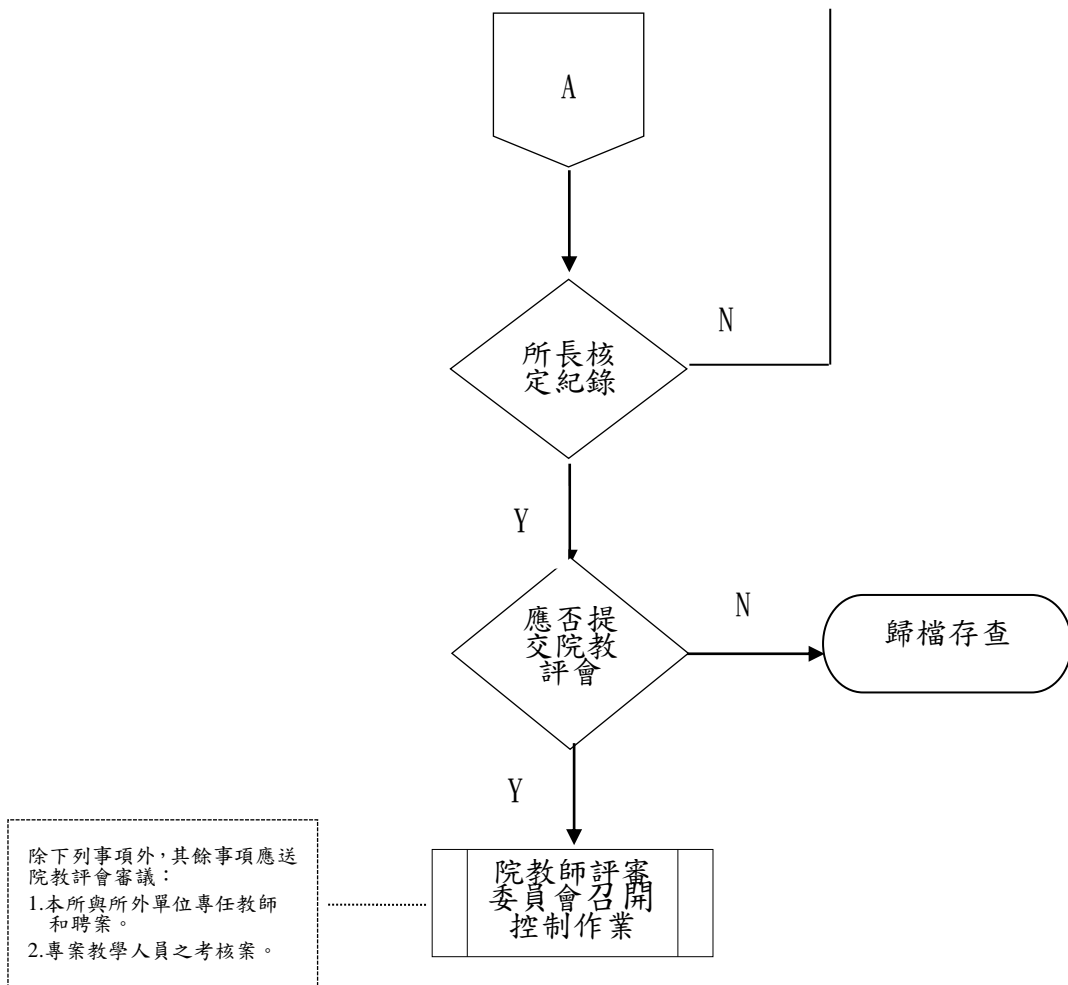 A
所長核
定紀錄
N
Y
應否提
交院教
評會
N
歸檔存查
Y
除下列事項外，其餘事項應送
院教評會審議：
1.本所與所外單位專任教師
和聘案。
2.專案教學人員之考核案。
院教師評審
委員會召開
控制作業